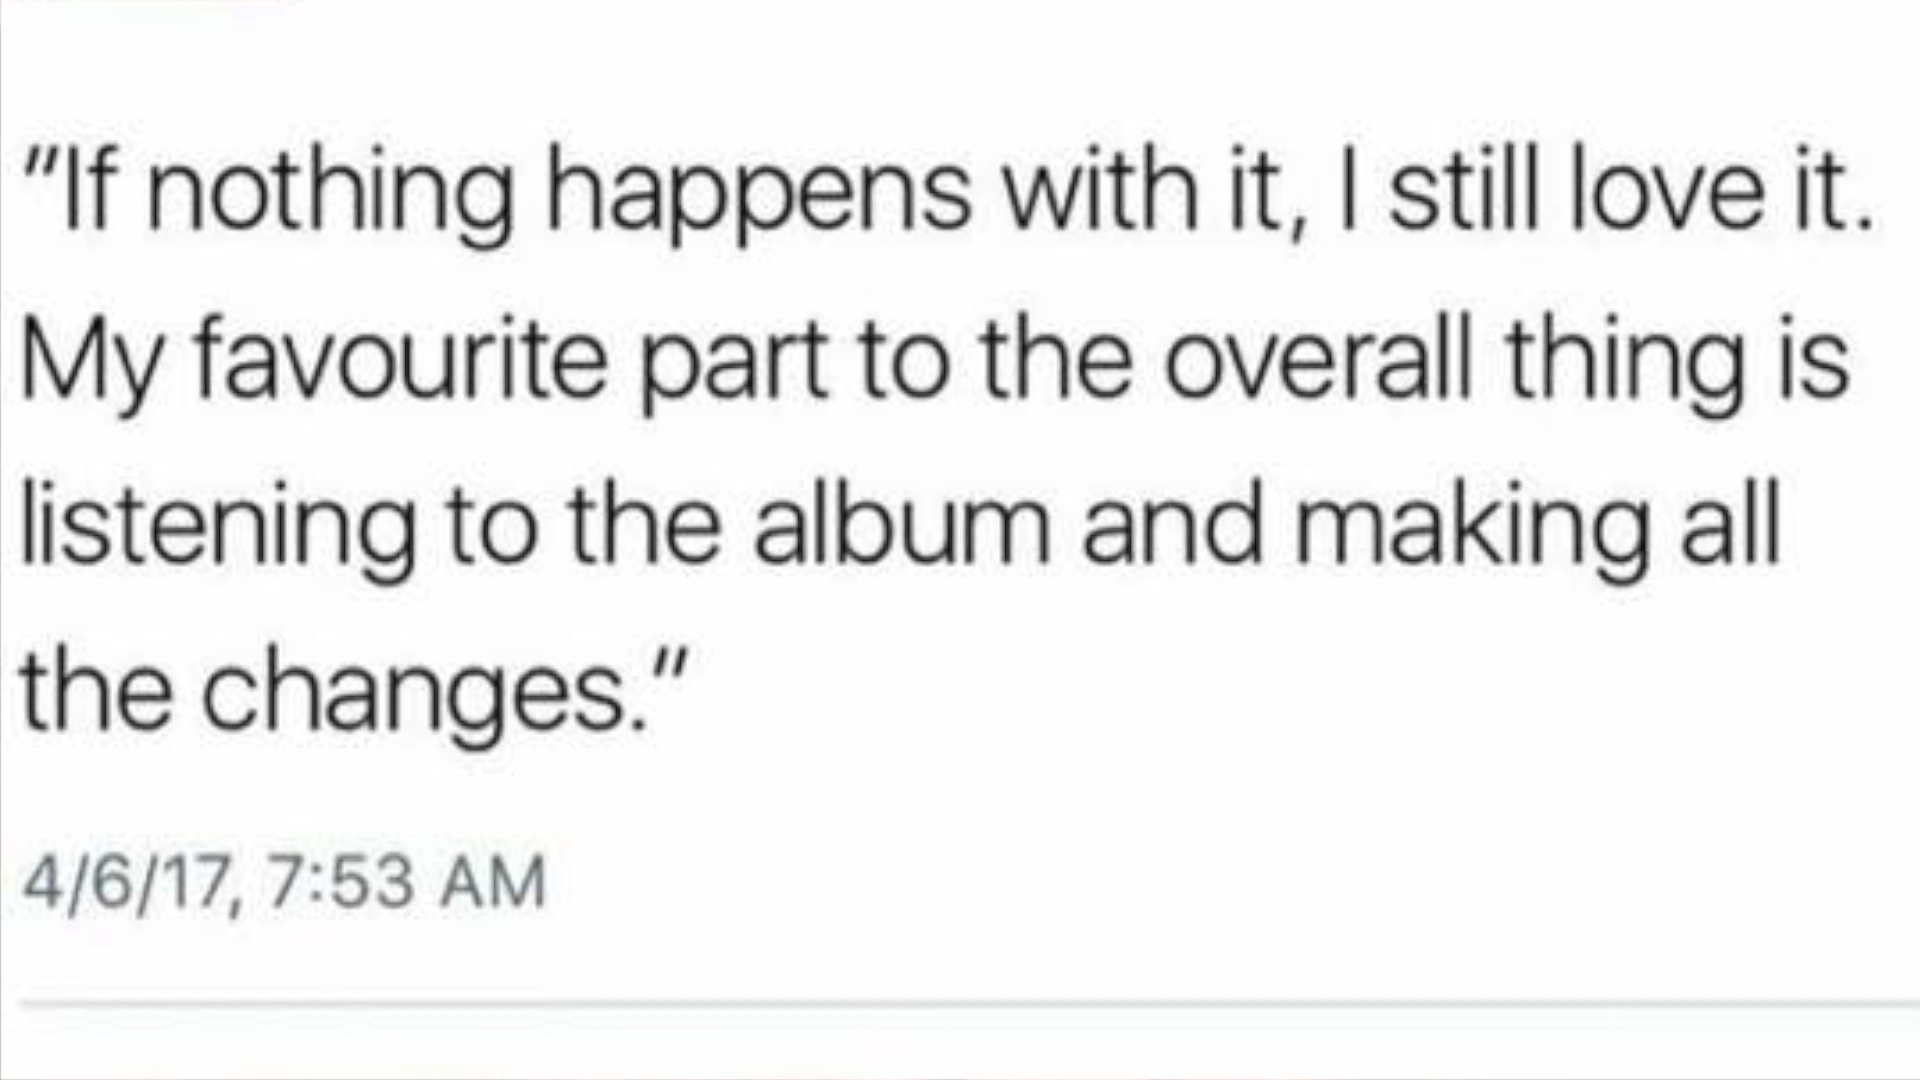 "If nothing happens with it, I still love it.
My favourite part to the overall thing is
listening to the album and making all
the changes."
4/6/17, 7:53 AM